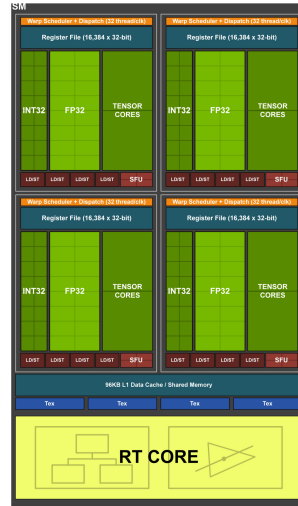 SM
Warp Scheduler + Dispatch (32 thread/clk)
Register File (16,384 x 32-bit)
INT32 FP32 TENSOR
CORES
LD/ST LD/ST LD/ST LD/ST SFU
Warp Scheduler + Dispatch (32 thread/clk)
Register File (16,384 x 32-bit)
INT32 FP32 TENSOR
CORES
LD/ST LD/ST LD/ST LD/ST SFU
Warp Scheduler + Dispatch (32 thread/clk)
Register File (16,384 x 32-bit)
INT32 FP32 TENSOR
CORES
LD/ST LD/ST LD/ST LD/ST SFU
Warp Scheduler + Dispatch (32 thread/clk)
Register File (16,384 x 32-bit)
INT32 FP32 TENSOR
CORES
LD/ST LD/ST LD/ST LD/ST SFU
96KB L1 Data Cache / Shared Memory
Tex Tex Tex Tex
RT CORE